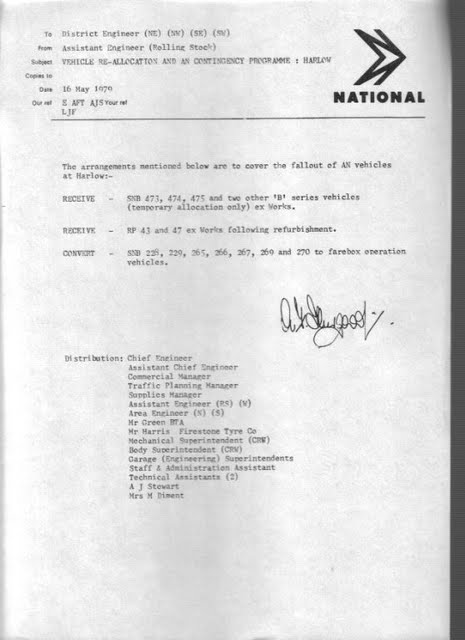 To District Engineer (NE) (NW) (SE) (SW)
From Assistant Engineer (Rolling Stock)
Subject VEHICLE RE-ALLOCATION AND AN CONTINGENCY PROGRAMME : HARLOW
Copies to
Date 16 May 1979
Our ref E AFT AJS Your ref
LJF
NATIONAL
The arrangements mentioned below are to cover the fallout of AN vehicles
at Harlow:-
RECEIVE - SNB 473, 474, 475 and two other 'B' series vehicles
(temporary allocation only) ex Works.
RECEIVE - RP 43 and 47 ex Works following refurbishment.
CONVERT - SNB 228, 229, 265, 266, 267, 269 and 270 to farebox operation
vehicles.
Distribution: Chief Engineer
Assistant Chief Engineer
Commercial Manager
Traffic Planning Manager
Supplies Manager
Assistant Engineer (RS) (W)
Area Engineer (N) (S)
Mr Green BTA
Mr Harris Firestone Tyre Co
Mechanical Superintendent (CRW)
Body Superintendent (CRW)
Garage (Engineering) Superintendents
Staff & Administration Assistant
Technical Assistants (2)
A J Stewart
Mrs M Diment